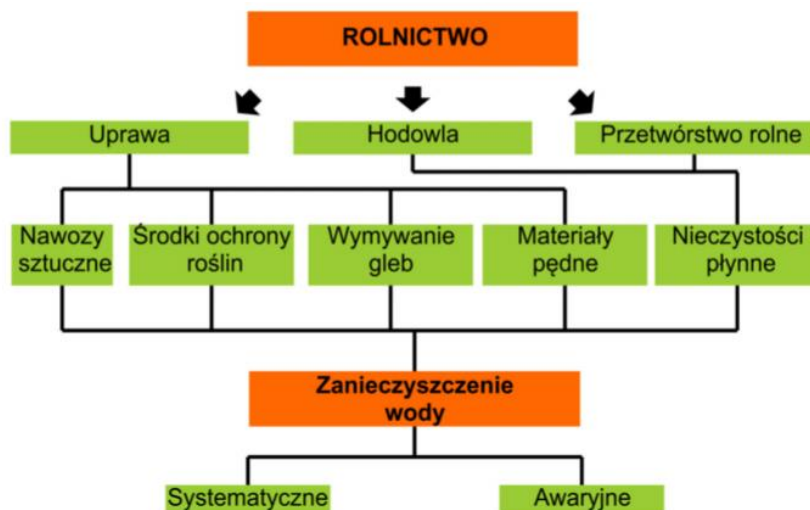 ROLNICTWO
Uprawa
Hodowla
Przetwórstwo rolne
Nawozy
sztuczne
Środki ochrony
roślin
Wymywanie
gleb
Materiały
pędne
Nieczystości
płynne
Zanieczyszczenie
wody
Systematyczne
Awaryjne